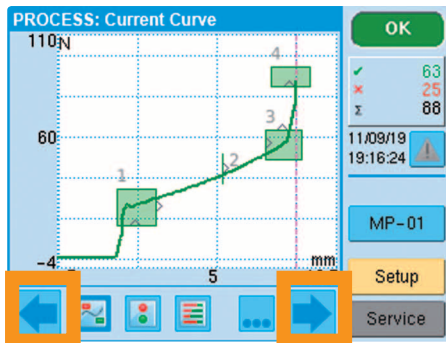 PROCESS: Current Curve
OK
110 N
4
63
25
Σ 88
3
60
11/09/19
19:16:24
2
1
MP-01
-4
mm
5
Setup
Service